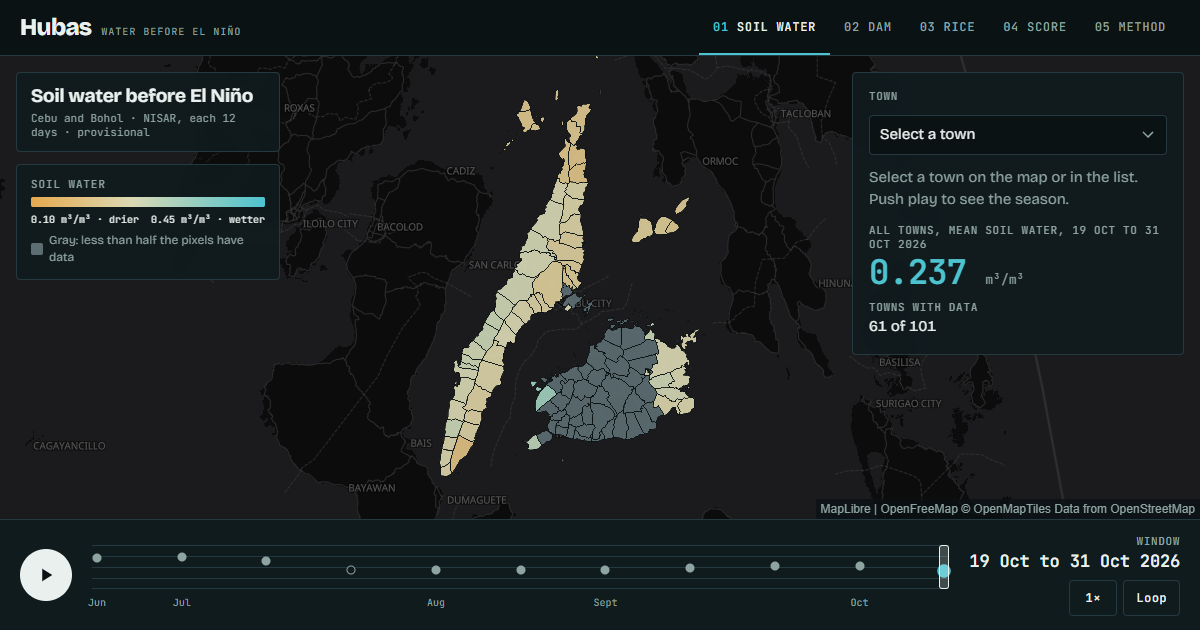 Hubas WATER BEFORE EL NIÑO
01 SOIL WATER
02 DAM
03 RICE
04 SCORE
05 METHOD
Soil water before El Niño
Cebu and Bohol · NISAR, each 12
days · provisional
SOIL WATER
0.10 m³/m³ · drier 0.45 m³/m³ · wetter
Gray: less than half the pixels have
data
ROXAS
CADIZ
ILOILO CITY
BACOLOD
SAN CARLO
TACLOBAN
ORMOC
HINUN
BASILISA
SURIGAO CITY
CAGAYANCILLO
BAIS
BAYAWAN
DUMAGUETE
TOWN
Select a town
Select a town on the map or in the list.
Push play to see the season.
ALL TOWNS, MEAN SOIL WATER, 19 OCT TO 31
OCT 2026
0.237 m³/m³
TOWNS WITH DATA
61 of 101
MapLibre | OpenFreeMap © OpenMapTiles Data from OpenStreetMap
Jun
Jul
Aug
Sept
Oct
WINDOW
19 Oct to 31 Oct 2026
1×
Loop